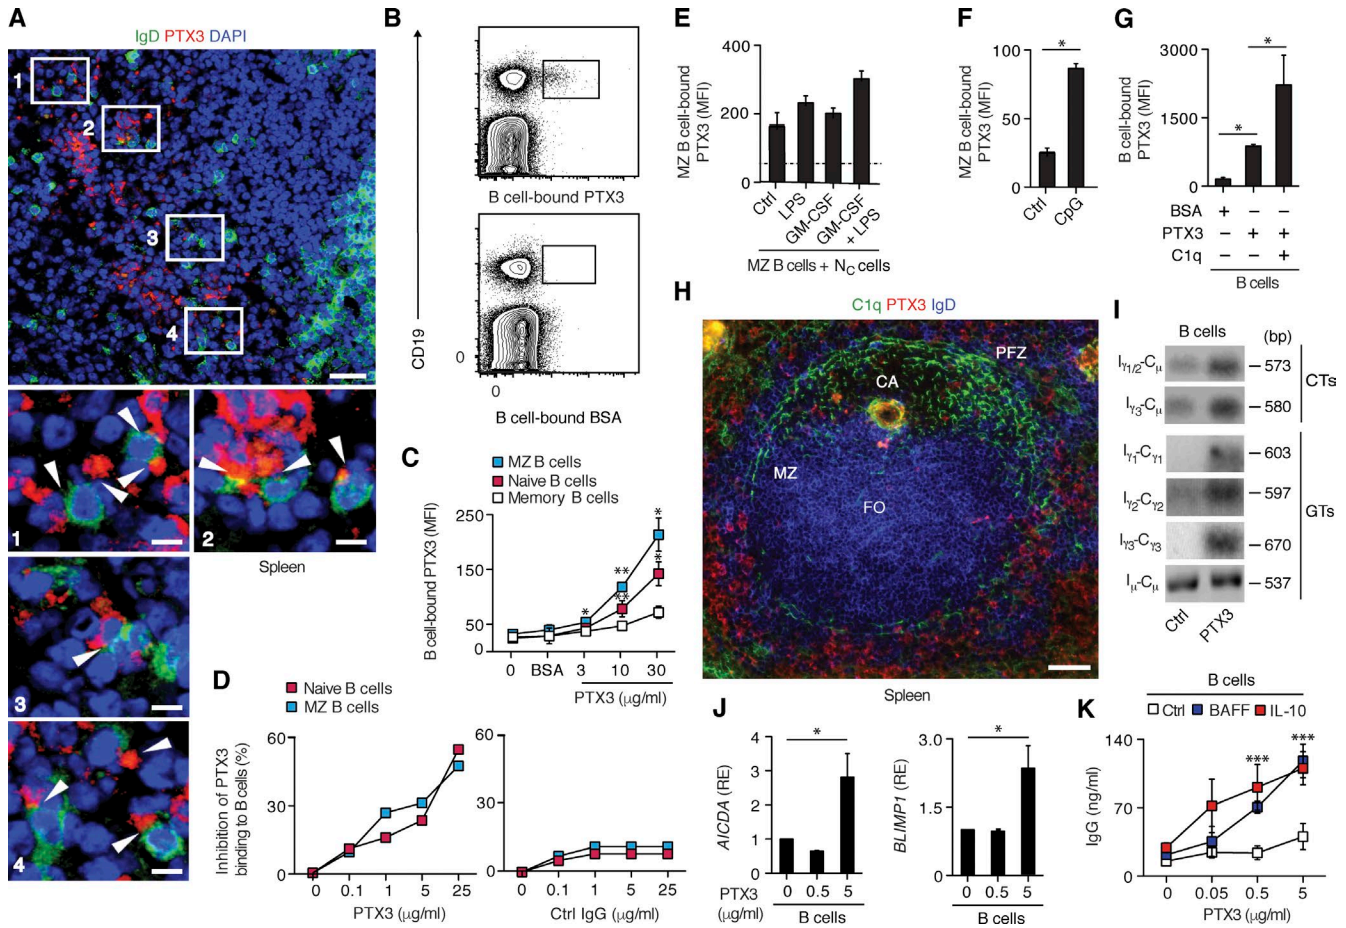 A
IgD PTX3 DAPI
1
2
3
4
1
2
Spleen
3
4
B
CD19
B cell-bound PTX3
0
0
B cell-bound BSA
C
MZ B cells
Naive B cells
Memory B cells
B cell-bound PTX3 (MFI)
250
150
50
0
*
**
**
*
*
0 BSA 3 10 30
PTX3 (μg/ml)
D
Naive B cells
MZ B cells
Inhibition of PTX3
binding to B cells (%)
60
30
0
0 0.1 1 5 25
PTX3 (μg/ml)
60
30
0
0 0.1 1 5 25
Ctrl IgG (μg/ml)
E
MZ B cell-bound
PTX3 (MFI)
400
200
0
Ctrl
LPS
GM-CSF
GM-CSF
+ LPS
MZ B cells + NC cells
F
MZ B cell-bound
PTX3 (MFI)
100
50
0
*
Ctrl
CpG
G
B cell-bound
PTX3 (MFI)
3000
1500
0
*
*
BSA + – –
PTX3 – + +
C1q – – +
B cells
H
C1q PTX3 IgD
PFZ
CA
MZ
FO
Spleen
I
B cells (bp)
Iγ1/2-Cμ – 573
Iγ3-Cμ – 580
CTs
Iγ1-Cγ1 – 603
Iγ2-Cγ2 – 597
Iγ3-Cγ3 – 670
Iμ-Cμ – 537
GTs
Ctrl
PTX3
J
AICDA (RE)
4
3
2
1
0
*
PTX3
(μg/ml)
0 0.5 5
B cells
BLIMP1 (RE)
3.0
1.5
0
*
0 0.5 5
B cells
K
B cells
Ctrl BAFF IL-10
IgG (ng/ml)
140
70
0
***
***
0 0.05 0.5 5
PTX3 (μg/ml)